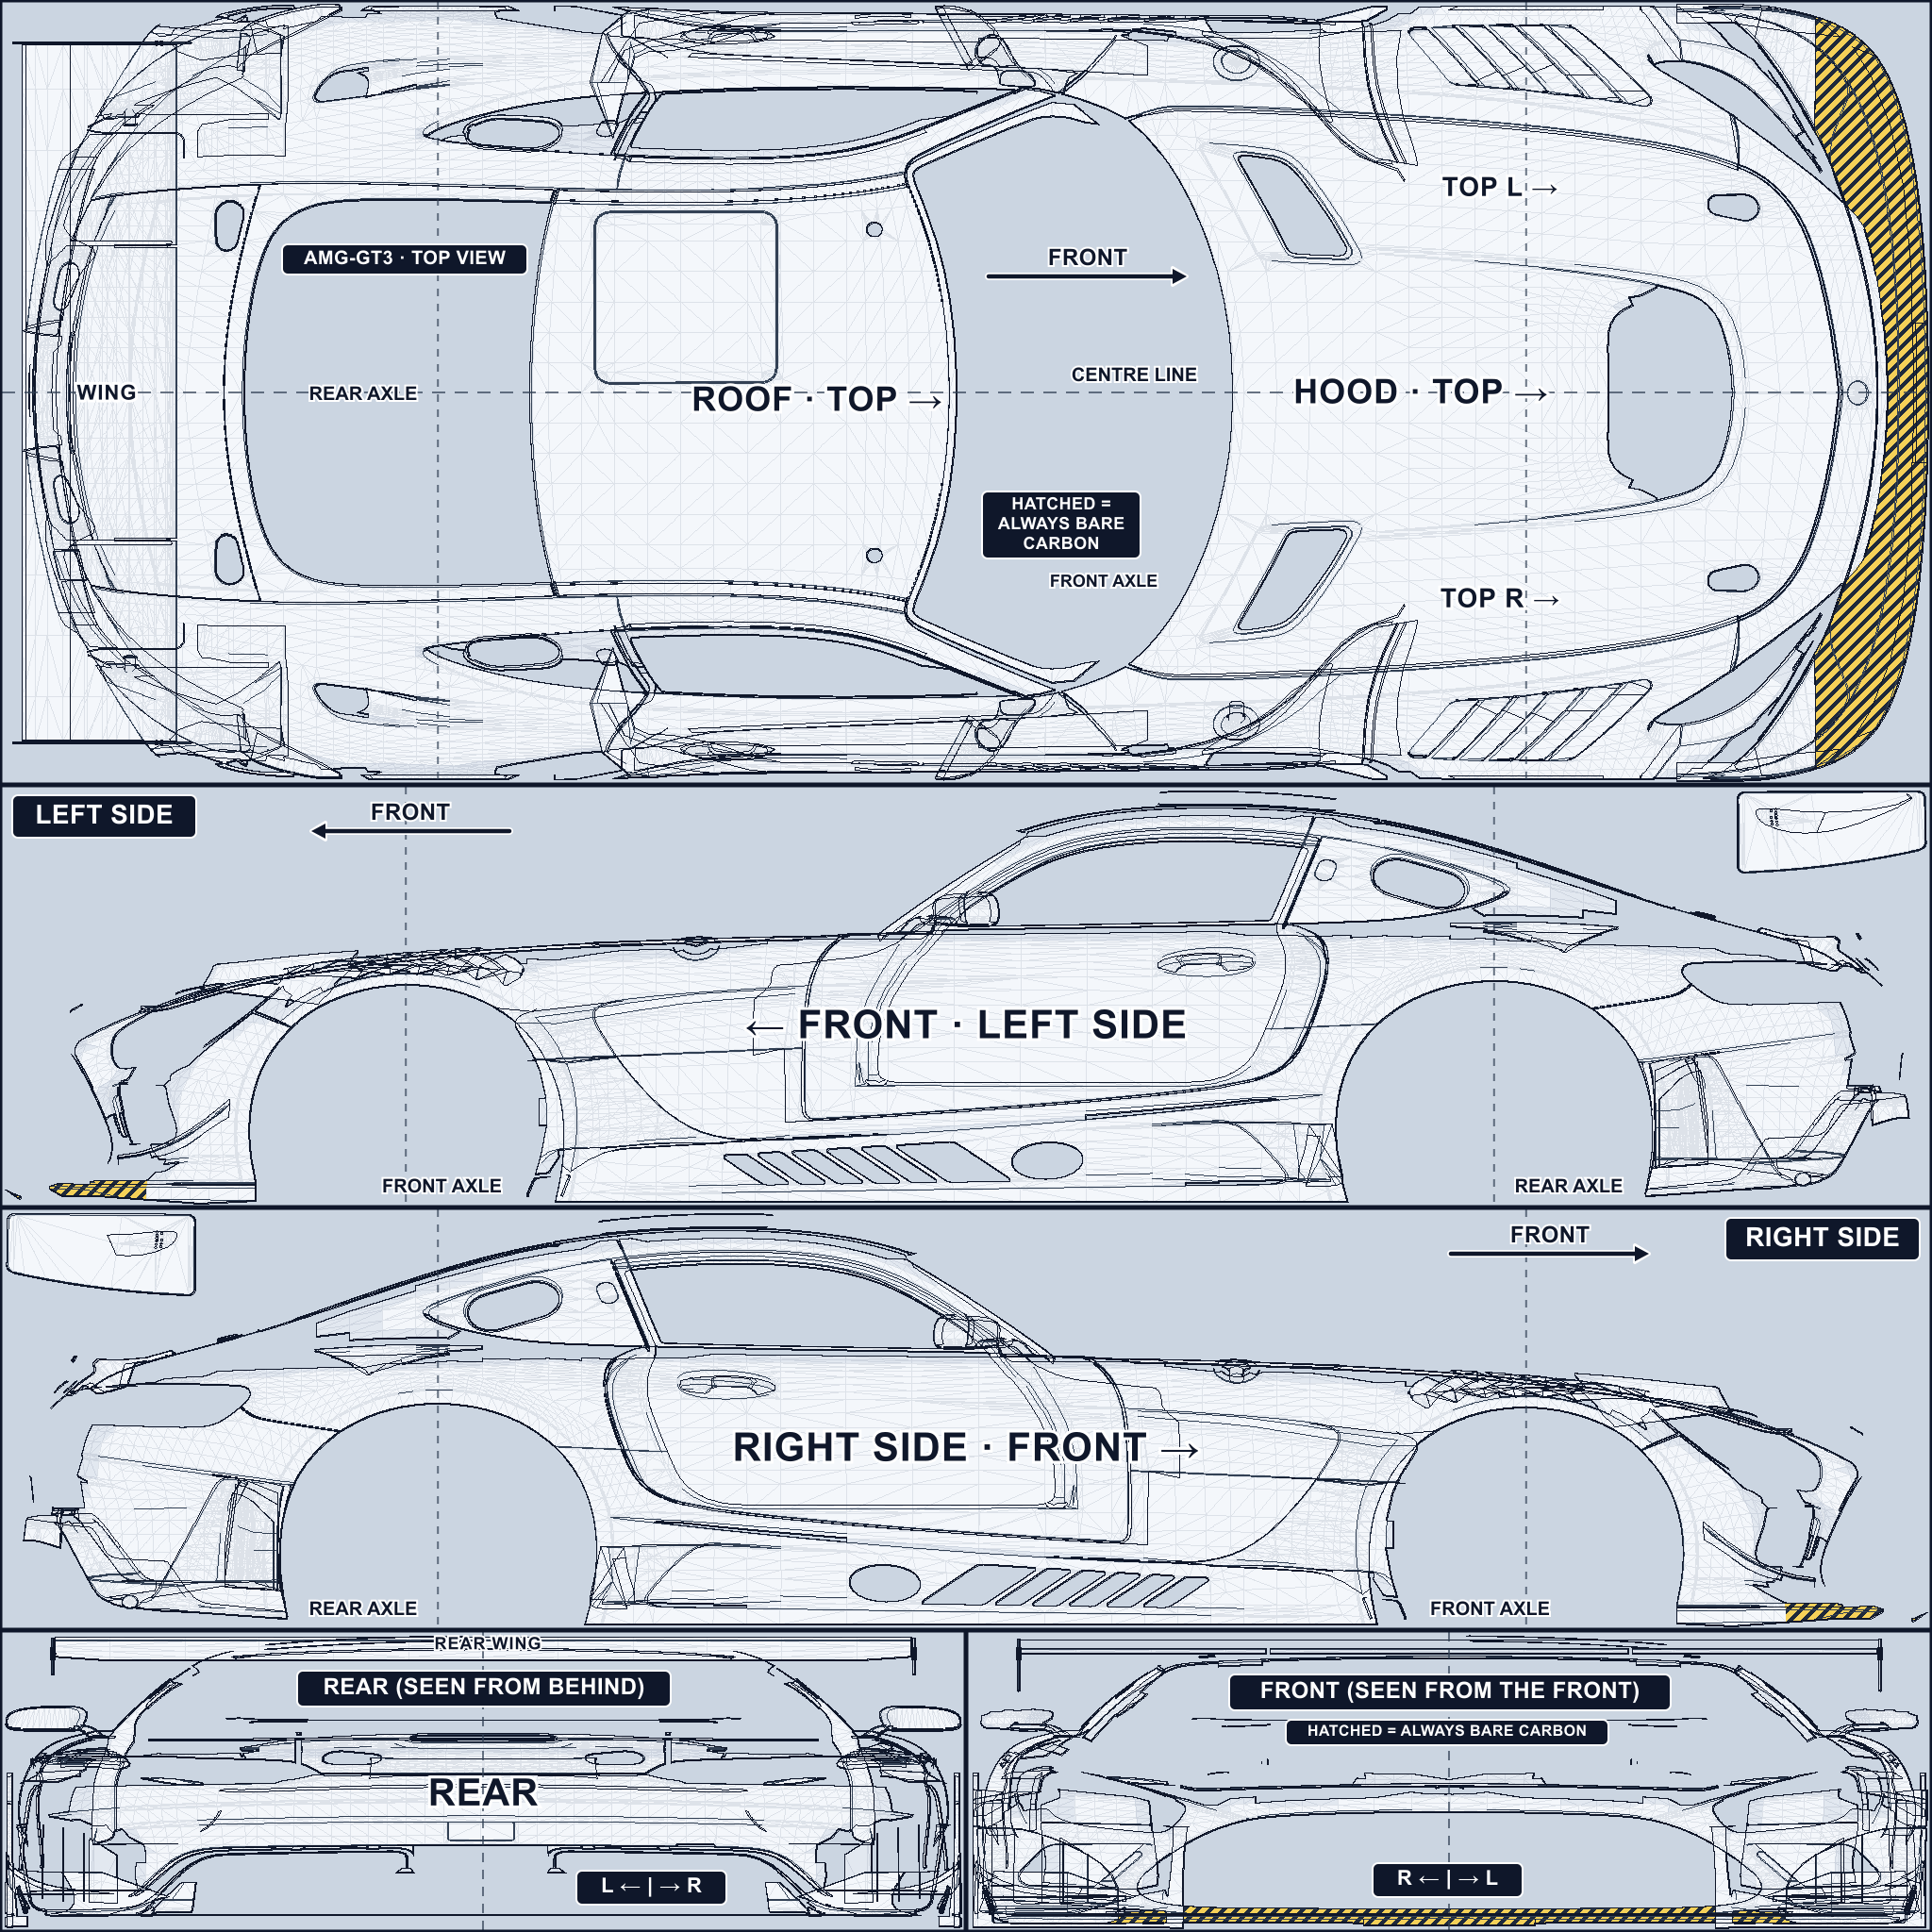 TOP L →
AMG-GT3 · TOP VIEW
FRONT
CENTRE LINE
WING
REAR AXLE
ROOF · TOP →
HOOD · TOP →
HATCHED =
ALWAYS BARE
CARBON
FRONT AXLE
TOP R →
LEFT SIDE
FRONT
← FRONT · LEFT SIDE
FRONT AXLE
REAR AXLE
FRONT
RIGHT SIDE
RIGHT SIDE · FRONT →
REAR AXLE
FRONT AXLE
REAR WING
REAR (SEEN FROM BEHIND)
REAR
L ← | → R
FRONT (SEEN FROM THE FRONT)
HATCHED = ALWAYS BARE CARBON
R ← | → L